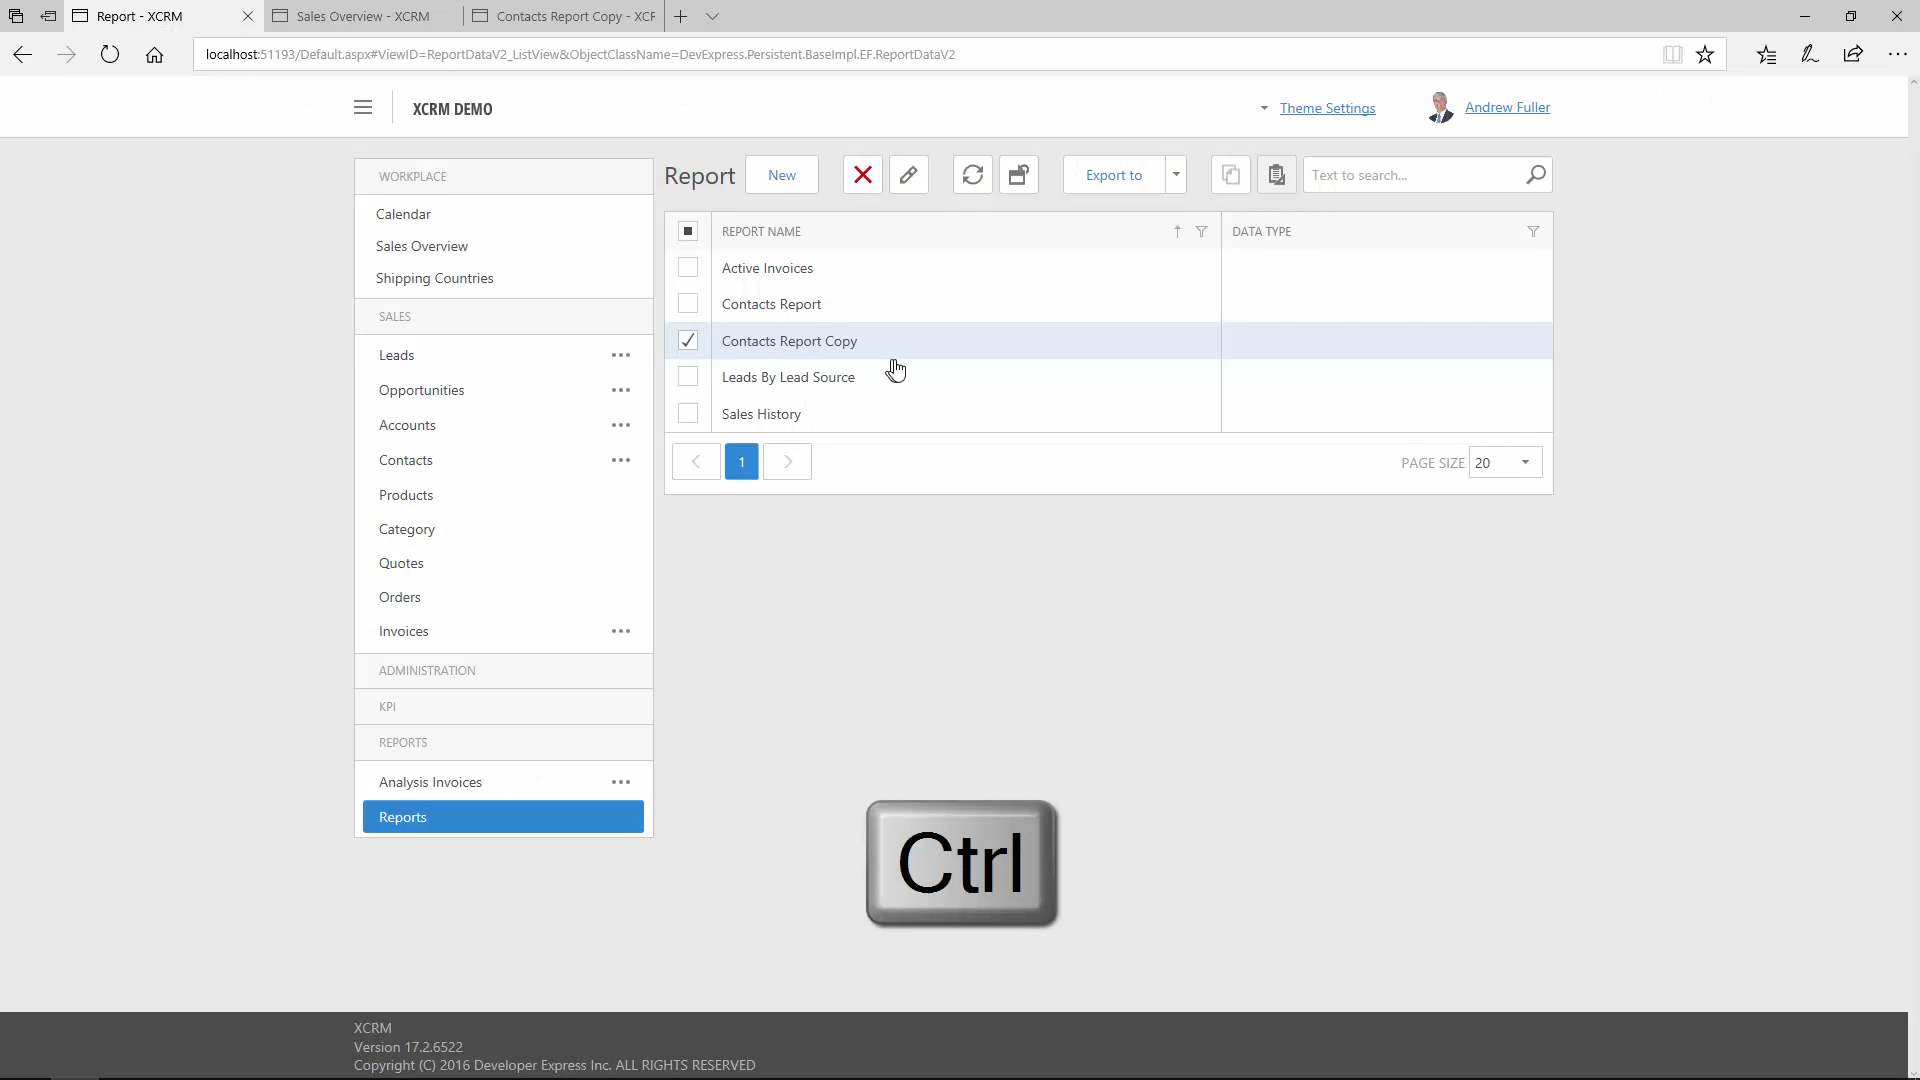 Report - XCRM
Sales Overview - XCRM
Contacts Report Copy - XCF
localhost:51193/Default.aspx#ViewID=ReportDataV2_ListView&ObjectClassName=DevExpress.Persistent.BaseImpl.EF.ReportDataV2
XCRM DEMO
Theme Settings
Andrew Fuller
WORKPLACE
Calendar
Sales Overview
Shipping Countries
SALES
Leads
Opportunities
Accounts
Contacts
Products
Category
Quotes
Orders
Invoices
ADMINISTRATION
KPI
REPORTS
Analysis Invoices
Reports
Report
New
Export to
Text to search...
REPORT NAME
DATA TYPE
Active Invoices
Contacts Report
Contacts Report Copy
Leads By Lead Source
Sales History
1
PAGE SIZE 20
Ctrl
XCRM
Version 17.2.6522
Copyright (C) 2016 Developer Express Inc. ALL RIGHTS RESERVED